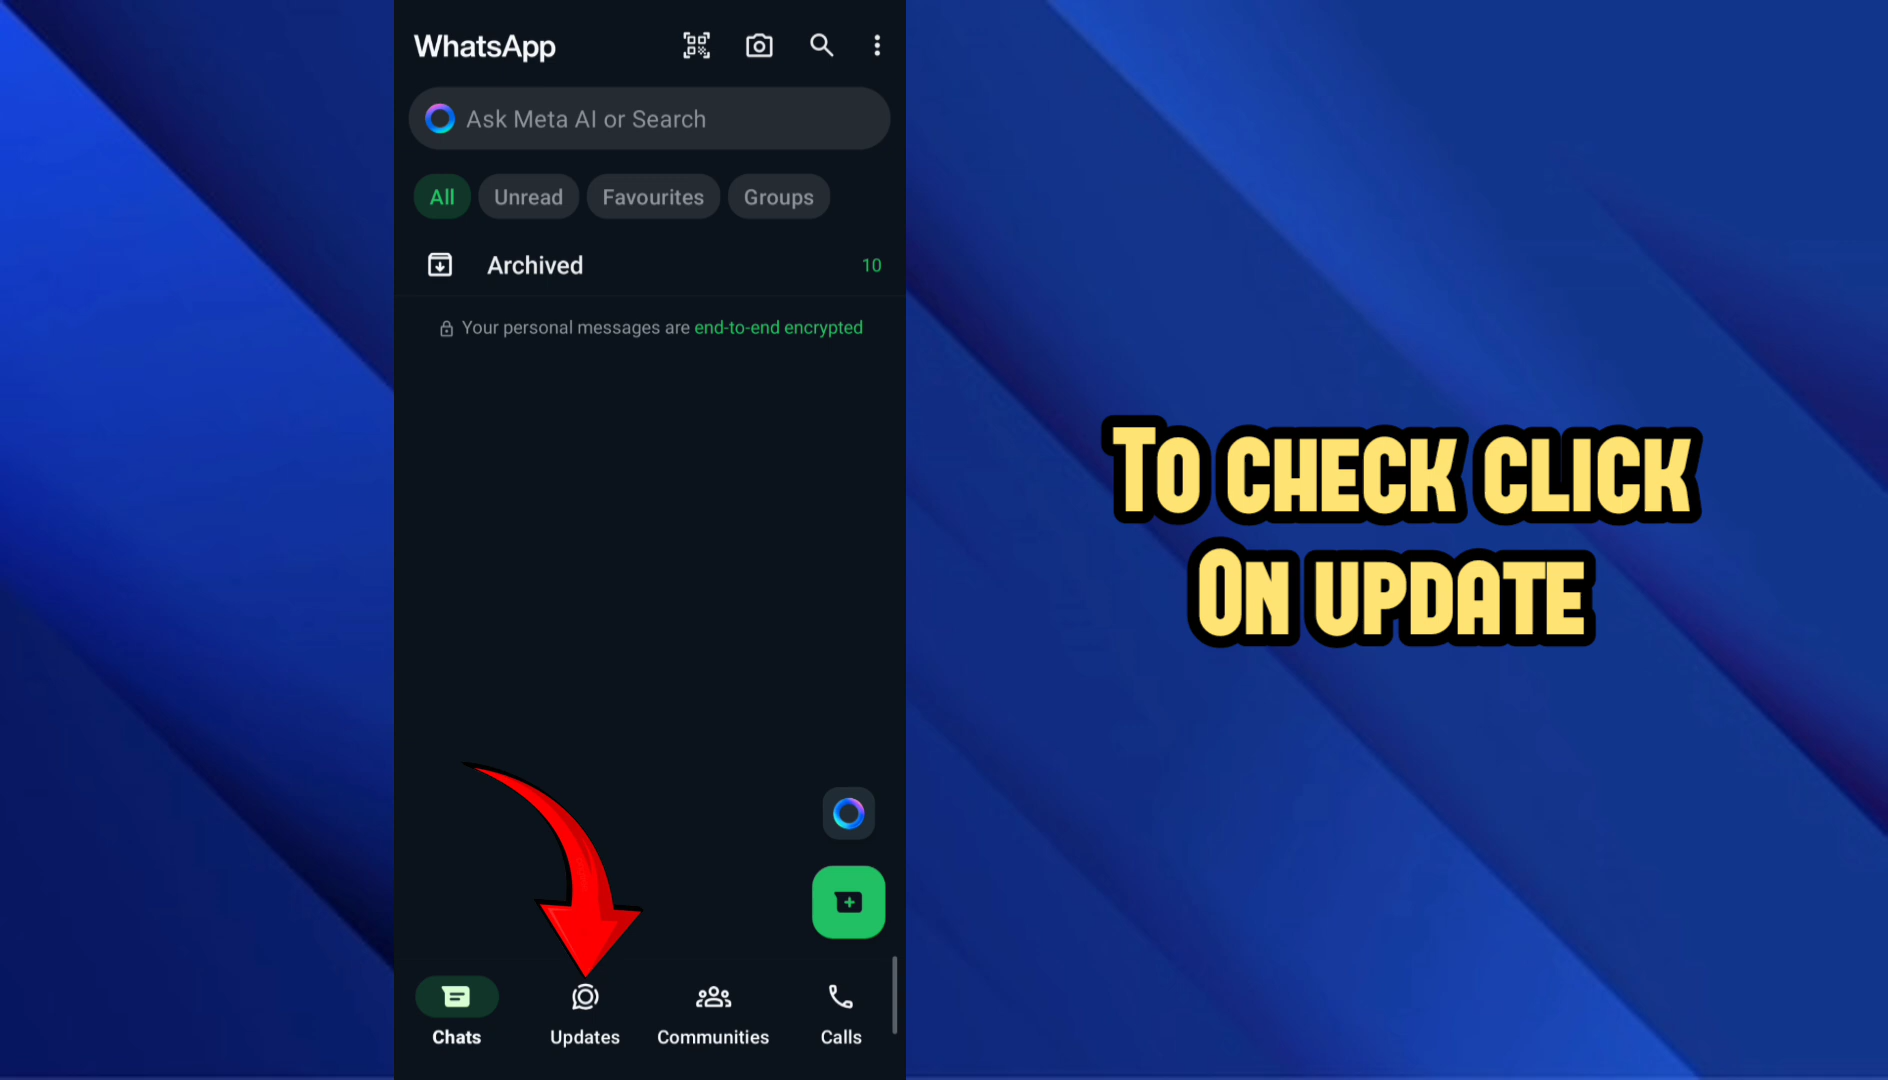 WhatsApp
Ask Meta AI or Search
All Unread Favourites Groups
Archived 10
Your personal messages are end-to-end encrypted
To check click
On update
Chats Updates Communities Calls